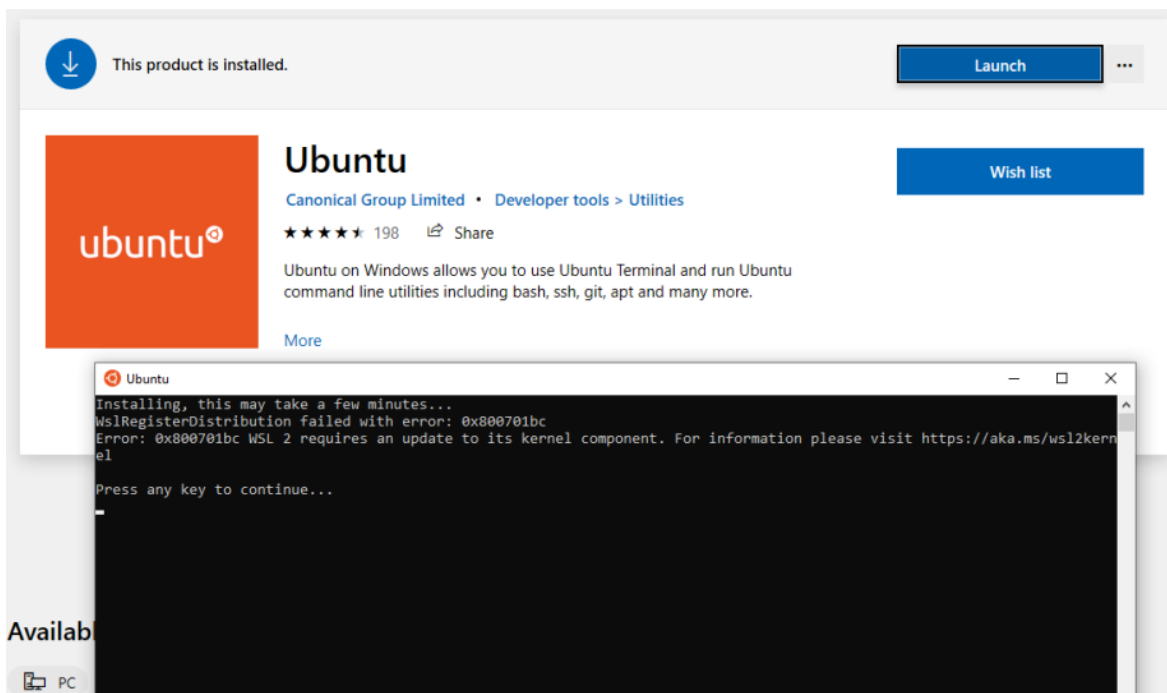 This product is installed.
Launch
...
Ubuntu
Wish list
Canonical Group Limited • Developer tools > Utilities
ubuntu
198 Share
Ubuntu on Windows allows you to use Ubuntu Terminal and run Ubuntu
command line utilities including bash, ssh, git, apt and many more.
More
Ubuntu
Installing, this may take a few minutes...
WslRegisterDistribution failed with error: 0x800701bc
Error: 0x800701bc WSL 2 requires an update to its kernel component. For information please visit https://aka.ms/wsl2kern
el
Press any key to continue...
PC